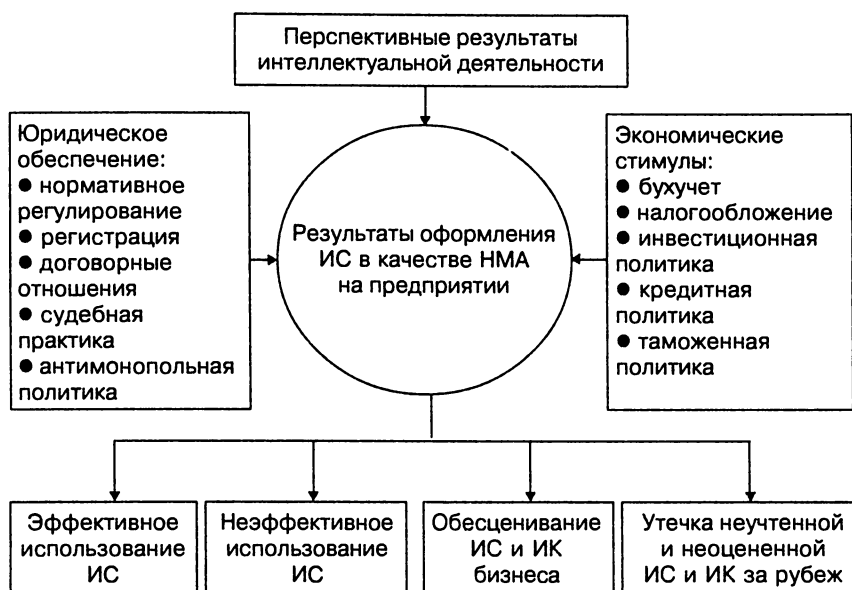 Перспективные результаты
интеллектуальной деятельности
Юридическое
обеспечение:
● нормативное
регулирование
● регистрация
● договорные
отношения
● судебная
практика
● антимонопольная
политика
Результаты оформления
ИС в качестве НМА
на предприятии
Экономические
стимулы:
● бухучет
● налогообложение
● инвестиционная
политика
● кредитная
политика
● таможенная
политика
Эффективное
использование
ИС
Неэффективное
использование
ИС
Обесценивание
ИС и ИК
бизнеса
Утечка неучтенной
и неоцененной
ИС и ИК за рубеж